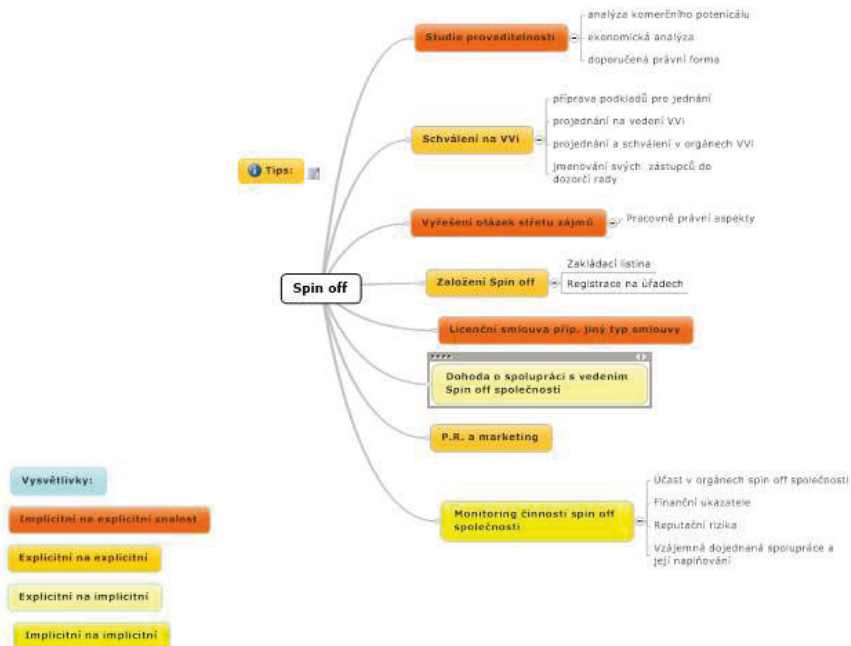 Studie proveditelnosti
analýza komerčního potenicálu
ekonomická analýza
doporučená právní forma
Schválení na VVi
příprava podkladů pro jednání
projednání na vedení VVi
projednání a schválení v orgánech VVi
jmenování svých zástupců do
dozorčí rady
Tips:
Vyřešení otázek střetu zájmů
Pracovně právní aspekty
Spin off
Založení Spin off
Zakládací listina
Registrace na úřadech
Licenční smlouva příp. jiný typ smlouvy
Dohoda o spolupráci s vedením
Spin off společností
P.R. a marketing
Monitoring činnosti spin off
společnosti
Účast v orgánech spin off společnosti
Finanční ukazatele
Reputační rizika
Vzájemná dojednaná sporupráce a
její naplňování
Vysvětlivky:
Implicitní na explicitní znalost
Explicitní na explicitní
Explicitní na implicitní
Implicitní na implicitní